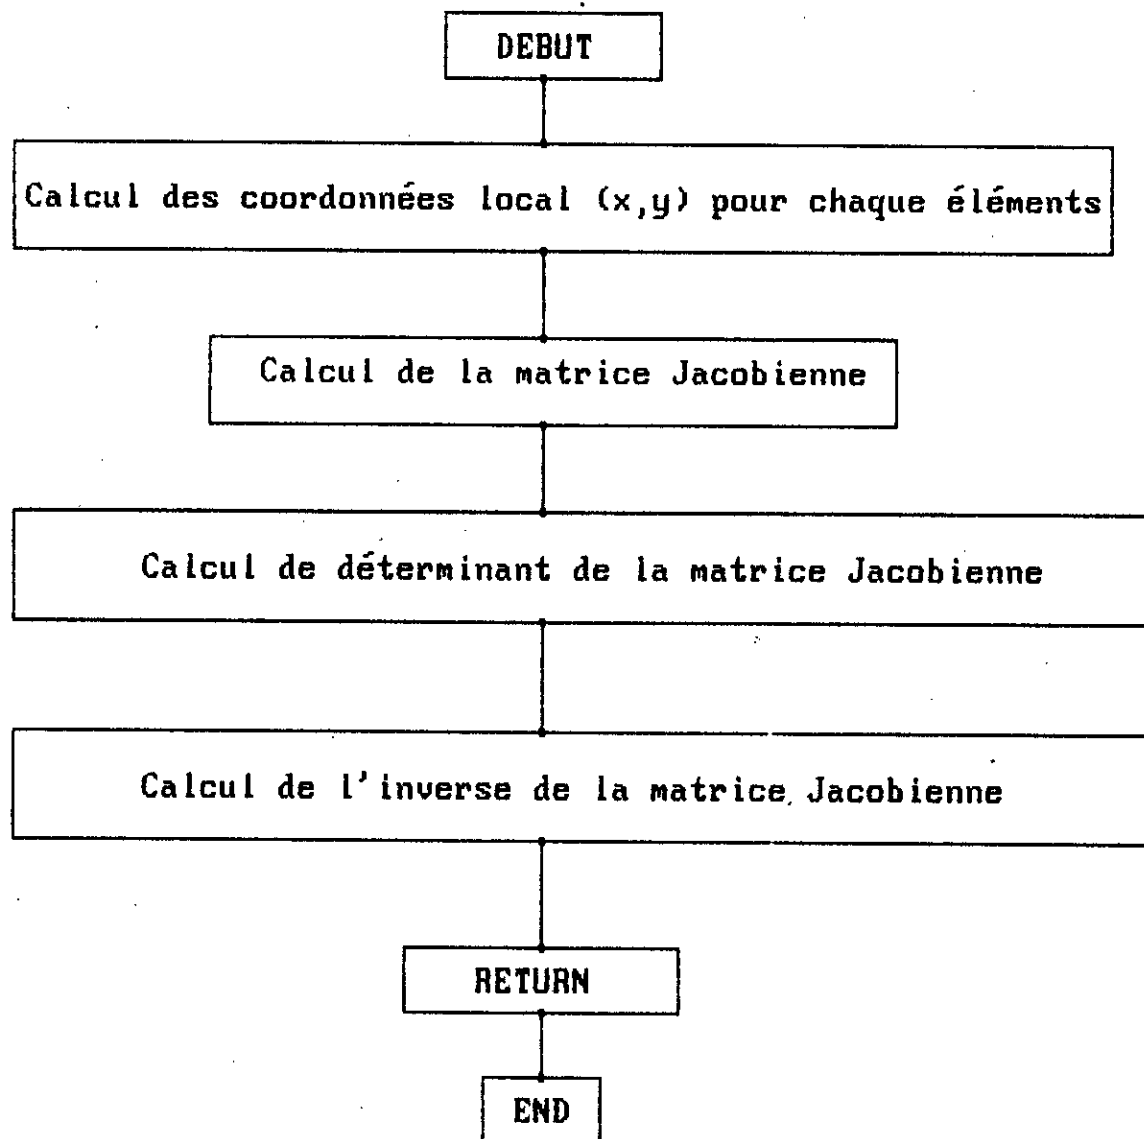 DEBUT
Calcul des coordonnées local (x,y) pour chaque éléments
Calcul de la matrice Jacobienne
Calcul de déterminant de la matrice Jacobienne
Calcul de l'inverse de la matrice Jacobienne
RETURN
END